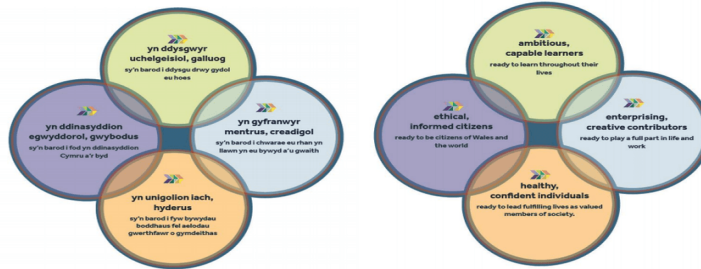 yn ddysgwyr
uchelgeisiol, galluog
sy'n barod i ddysgu drwy gydol
eu hoes
yn ddinasyddion
egwyddorol, gwybodus
sy'n barod i fod yn ddinasyddion
Cymru a'r byd
yn gyfranwyr
mentrus, creadigol
sy'n barod i chwarae eu rhan yn
llawn yn eu bywyd a'u gwaith
yn unigolion iach,
hyderus
sy'n barod i fyw bywydau
boddhaus fel aelodau
gwerthfawr o gymdeithas
ambitious,
capable learners
ready to learn throughout their
lives
ethical,
informed citizens
ready to be citizens of Wales and
the world
enterprising,
creative contributors
ready to play a full part in life and
work
healthy,
confident individuals
ready to lead fulfilling lives as valued
members of society.